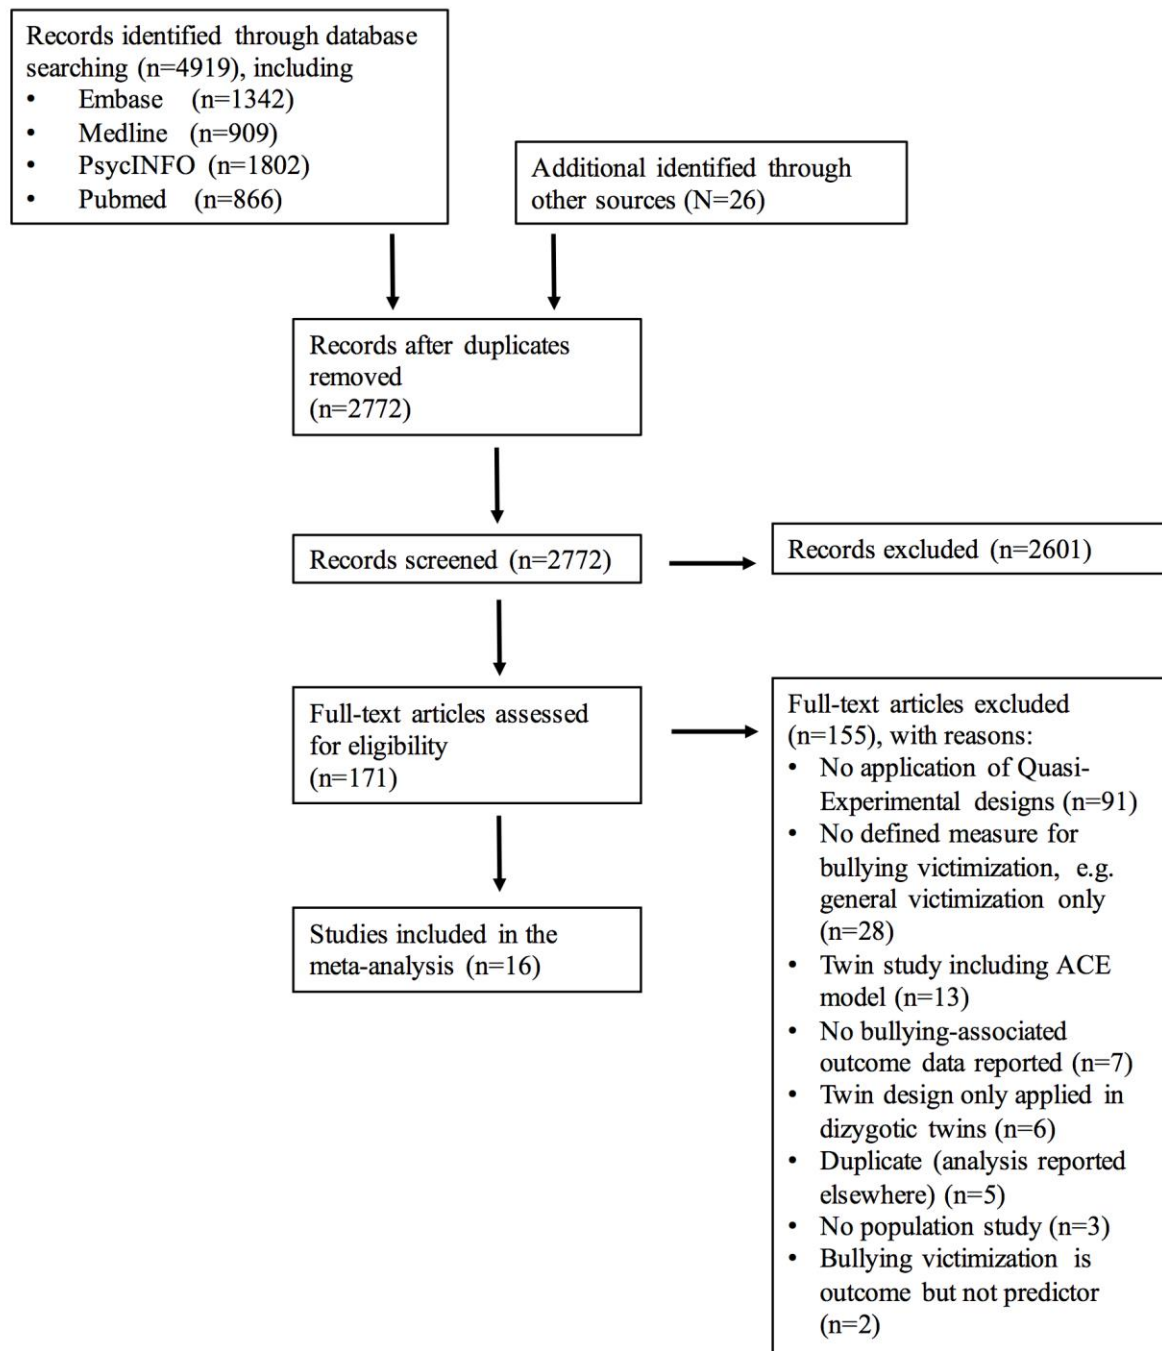 Records identified through database
searching (n=4919), including
• Embase (n=1342)
• Medline (n=909)
• PsycINFO (n=1802)
• Pubmed (n=866)
Additional identified through
other sources (N=26)
Records after duplicates
removed
(n=2772)
Records screened (n=2772)
Records excluded (n=2601)
Full-text articles assessed
for eligibility
(n=171)
Full-text articles excluded
(n=155), with reasons:
• No application of Quasi-
Experimental designs (n=91)
• No defined measure for
bullying victimization, e.g.
general victimization only
(n=28)
• Twin study including ACE
model (n=13)
• No bullying-associated
outcome data reported (n=7)
• Twin design only applied in
dizygotic twins (n=6)
• Duplicate (analysis reported
elsewhere) (n=5)
• No population study (n=3)
• Bullying victimization is
outcome but not predictor
(n=2)
Studies included in the
meta-analysis (n=16)